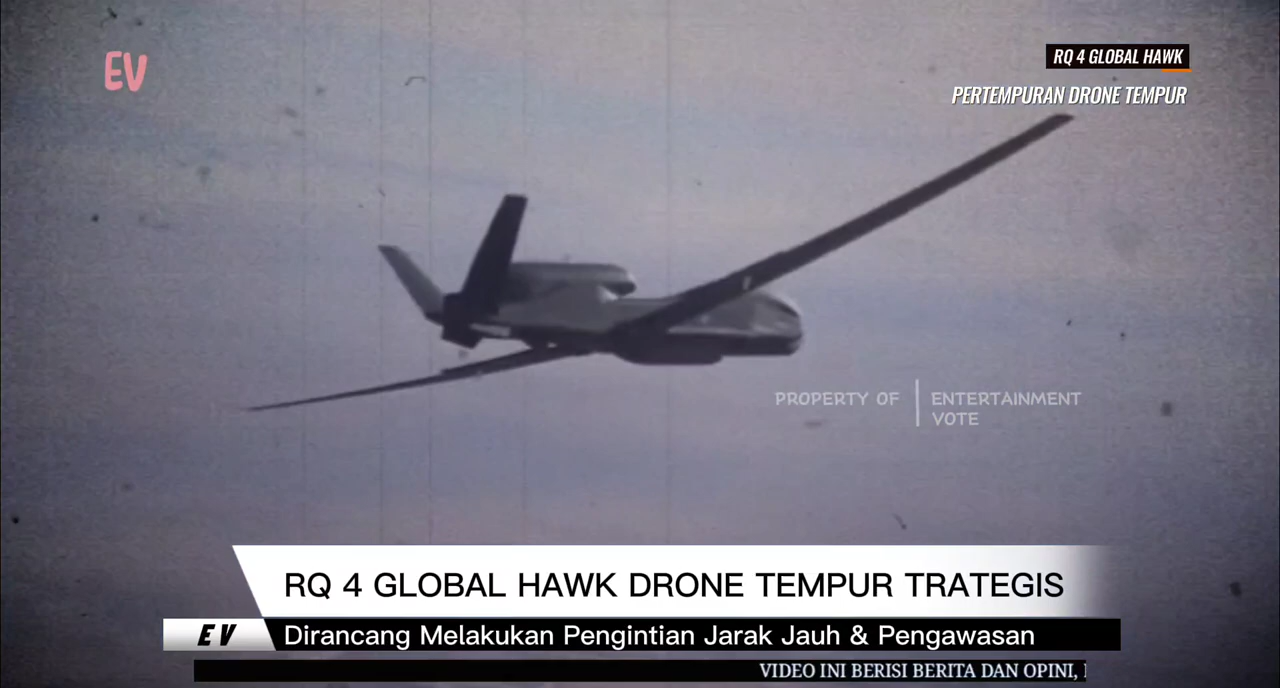 EV
RQ 4 GLOBAL HAWK
PERTEMPURAN DRONE TEMPUR
PROPERTY OF
ENTERTAINMENT
VOTE
RQ 4 GLOBAL HAWK DRONE TEMPUR TRATEGIS
EV
Dirancang Melakukan Pengintian Jarak Jauh & Pengawasan
VIDEO INI BERISI BERITA DAN OPINI,